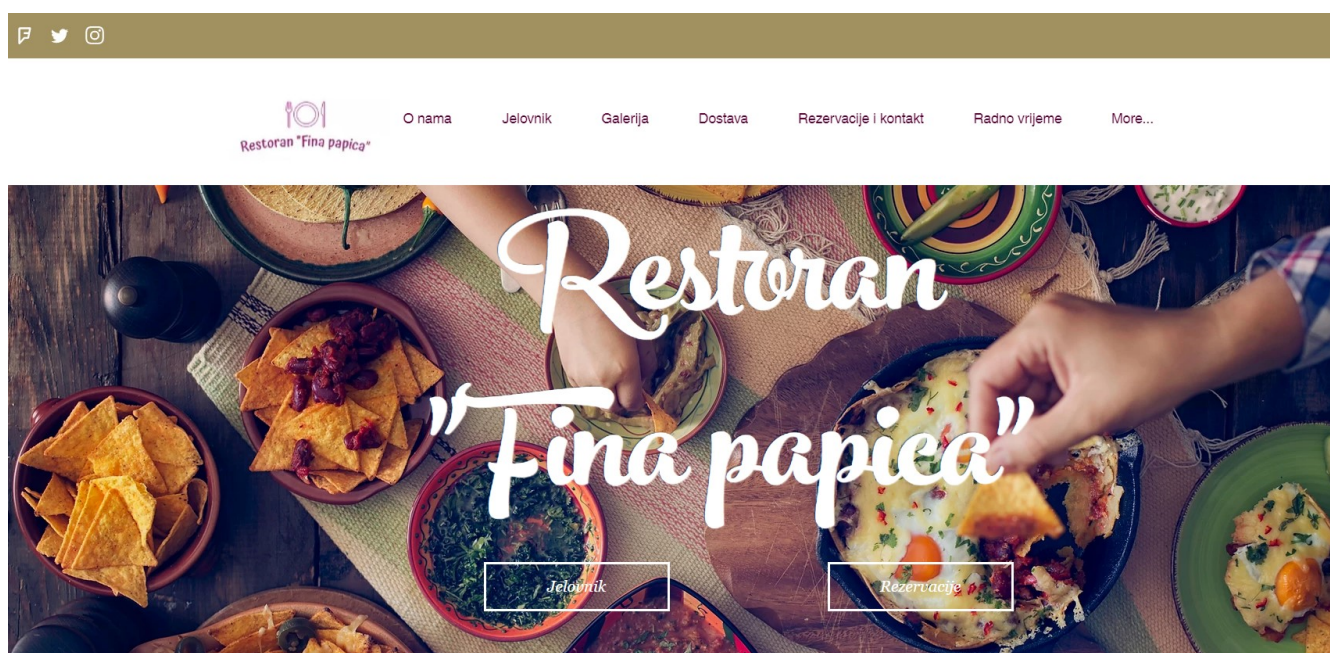 Restoran "Fina papica"
O nama
Jelovnik
Galerija
Dostava
Rezervacije i kontakt
Radno vrijeme
More...
Restoran
"Fina papica"
Jelovnik
Rezervacije